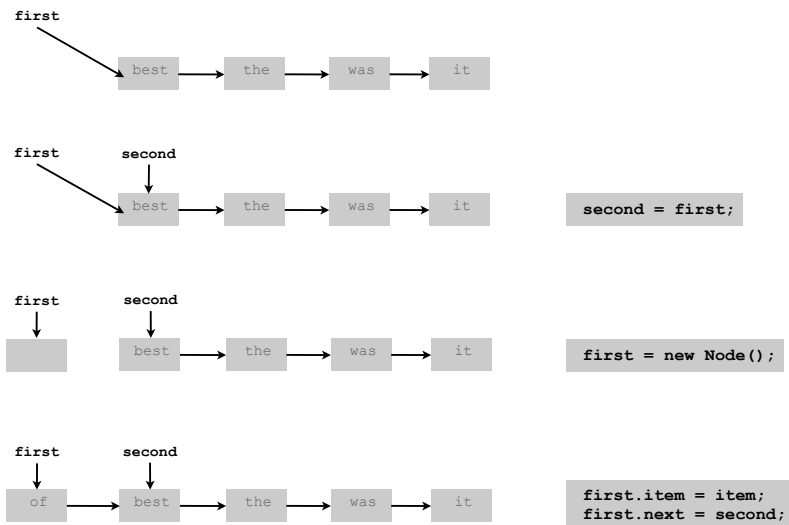 first
best the was it
first second
best the was it
second = first;
first second
best the was it
first = new Node();
first second
of best the was it
first.item = item;
first.next = second;